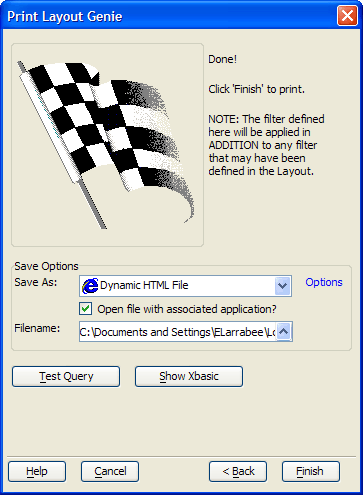 Print Layout Genie
Done!
Click 'Finish' to print.
NOTE: The filter defined
here will be applied in
ADDITION to any filter
that may have been
defined in the Layout.
Save Options
Save As:
Dynamic HTML File
Options
Open file with associated application?
Filename:
C:\Documents and Settings\ELarrabee\Lo
Test Query
Show Xbasic
Help
Cancel
< Back
Finish